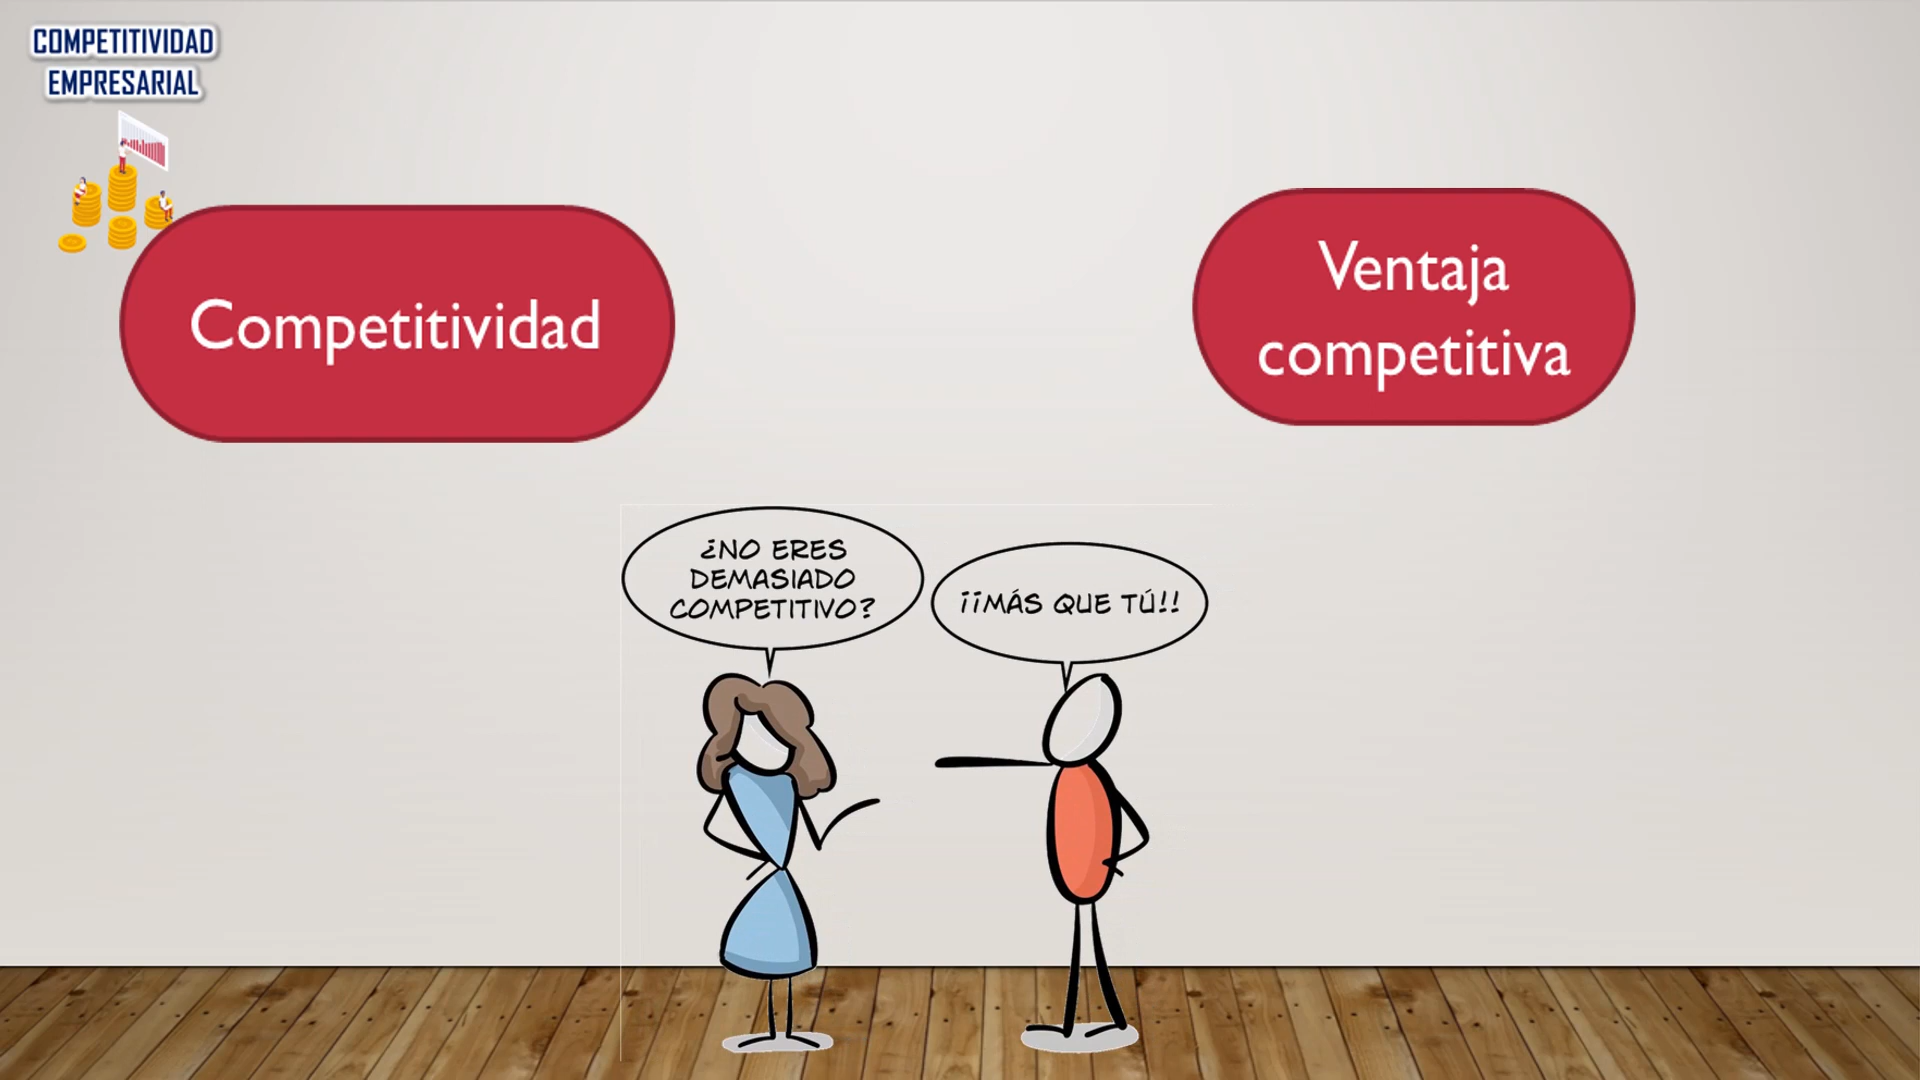 COMPETITIVIDAD
EMPRESARIAL
Competitividad
Ventaja
competitiva
¿NO ERES
DEMASIADO
COMPETITIVO?
¡¡MÁS QUE TÚ!!